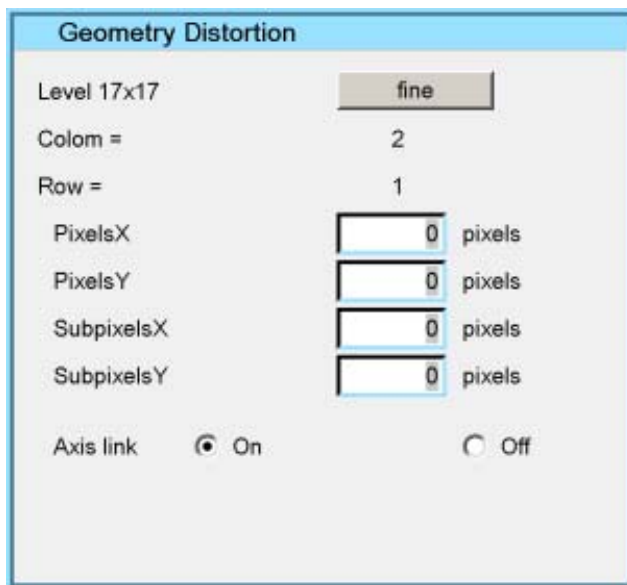 Geometry Distortion
Level 17x17 fine
Colom = 2
Row = 1
PixelsX 0 pixels
PixelsY 0 pixels
SubpixelsX 0 pixels
SubpixelsY 0 pixels
Axis link On Off